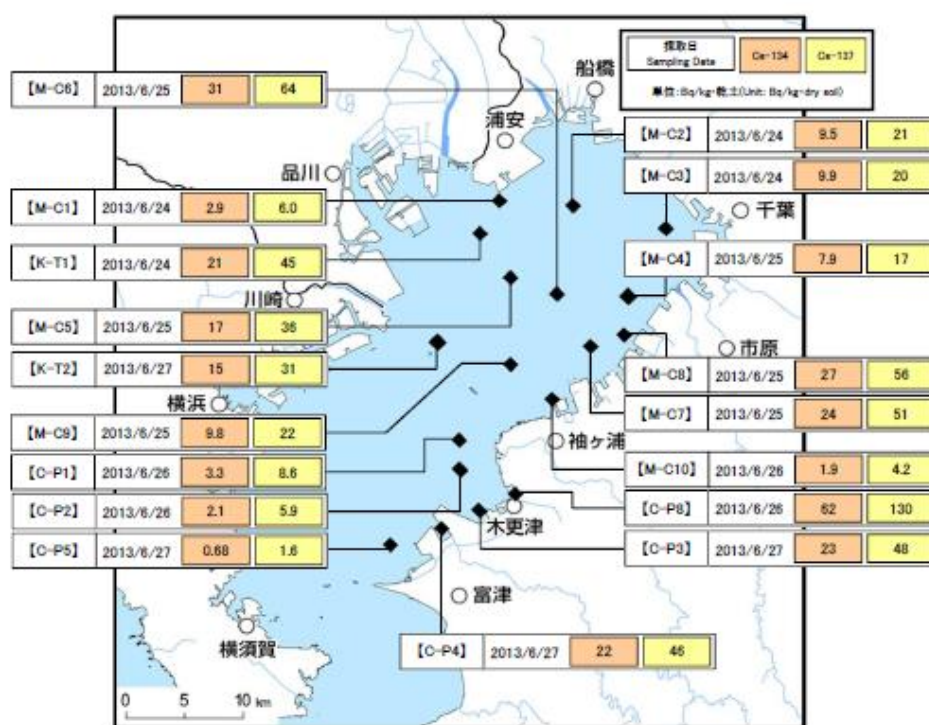 採取日
Sampling Date
Cs-134
Cs-137
単位:Bq/kg・乾土(Unit: Bq/kg-dry soil)
【M-C6】 2013/6/25 31 64
船橋
浦安
【M-C2】 2013/6/24 9.5 21
品川
【M-C3】 2013/6/24 9.9 20
【M-C1】 2013/6/24 2.9 6.0
千葉
【K-T1】 2013/6/24 21 45
【M-C4】 2013/6/25 7.9 17
川崎
【M-C5】 2013/6/25 17 36
市原
【K-T2】 2013/6/27 15 31
【M-C8】 2013/6/25 27 56
横浜
【M-C7】 2013/6/25 24 51
【M-C9】 2013/6/25 9.8 22
袖ヶ浦
【C-P1】 2013/6/26 3.3 8.6
【M-C10】 2013/6/26 1.9 4.2
【C-P2】 2013/6/26 2.1 5.9
【C-P8】 2013/6/26 62 130
木更津
【C-P5】 2013/6/27 0.68 1.6
【C-P3】 2013/6/27 23 48
富津
横須賀
【C-P4】 2013/6/27 22 46
0 5 10 km